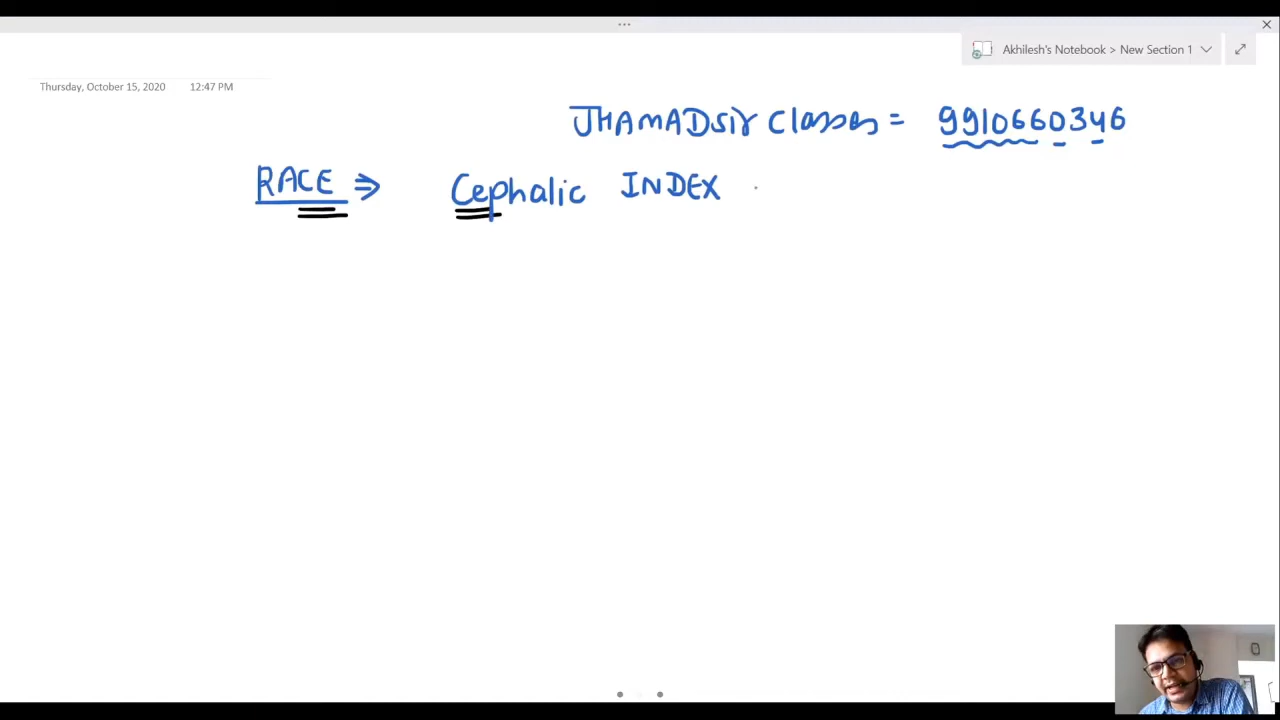 Akhilesh's Notebook > New Section 1
Thursday, October 15, 2020 12:47 PM
JHAMADSir Classes = 9910660346
RACE ⇒ Cephalic INDEX